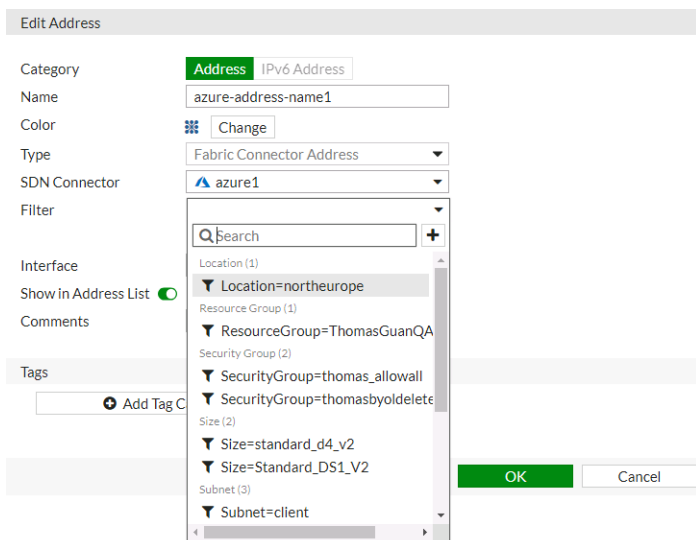 Edit Address
Category Address IPv6 Address
Name azure-address-name1
Color Change
Type Fabric Connector Address
SDN Connector azure1
Filter
Search
Location (1)
Interface
Location=northeurope
Show in Address List
Resource Group (1)
Comments
ResourceGroup=ThomasGuanQA
Security Group (2)
Tags
SecurityGroup=thomas_allowall
SecurityGroup=thomasbyoldelete
Add Tag C
Size (2)
Size=standard_d4_v2
Size=Standard_DS1_V2
OK Cancel
Subnet (3)
Subnet=client